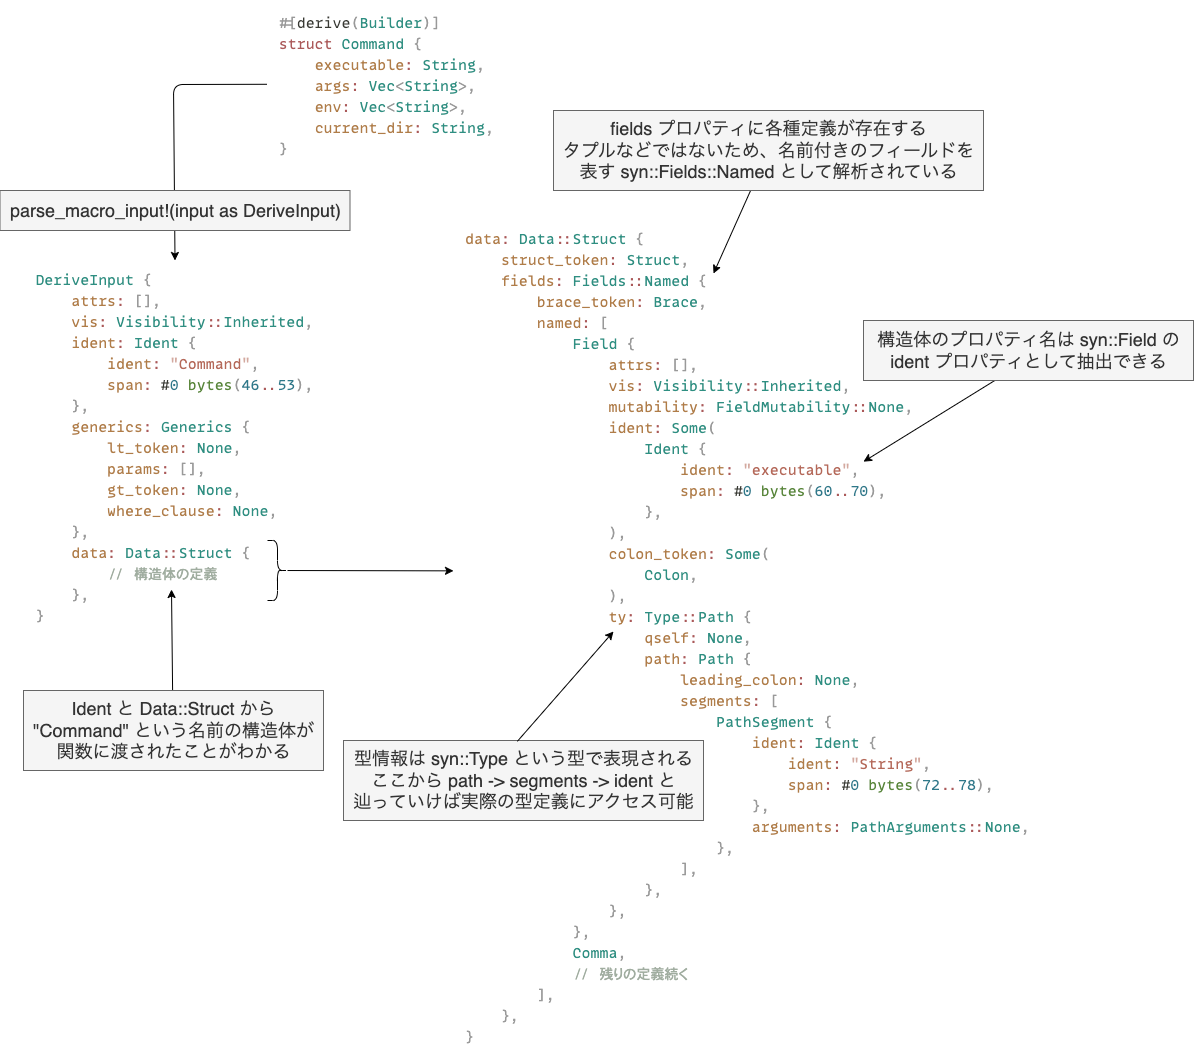 #[derive(Builder)]
struct Command {
    executable: String,
    args: Vec<String>,
    env: Vec<String>,
    current_dir: String,
}
parse_macro_input!(input as DeriveInput)
DeriveInput {
    attrs: [],
    vis: Visibility::Inherited,
    ident: Ident {
        ident: "Command",
        span: #0 bytes(46..53),
    },
    generics: Generics {
        lt_token: None,
        params: [],
        gt_token: None,
        where_clause: None,
    },
    data: Data::Struct {
        // 構造体の定義
    },
}
Ident と Data::Struct から
"Command" という名前の構造体が
関数に渡されたことがわかる
fields プロパティに各種定義が存在する
タプルなどではないため、名前付きのフィールドを
表す syn::Fields::Named として解析されている
data: Data::Struct {
    struct_token: Struct,
    fields: Fields::Named {
        brace_token: Brace,
        named: [
            Field {
                attrs: [],
                vis: Visibility::Inherited,
                mutability: FieldMutability::None,
                ident: Some(
                    Ident {
                        ident: "executable",
                        span: #0 bytes(60..70),
                    },
                ),
                colon_token: Some(
                    Colon,
                ),
                ty: Type::Path {
                    qself: None,
                    path: Path {
                        leading_colon: None,
                        segments: [
                            PathSegment {
                                ident: Ident {
                                    ident: "String",
                                    span: #0 bytes(72..78),
                                },
                                arguments: PathArguments::None,
                            },
                        ],
                    },
                },
            },
            Comma,
            // 残りの定義続く
        ],
    },
}
構造体のプロパティ名は syn::Field の
ident プロパティとして抽出できる
型情報は syn::Type という型で表現される
ここから path -> segments -> ident と
辿っていけば実際の型定義にアクセス可能